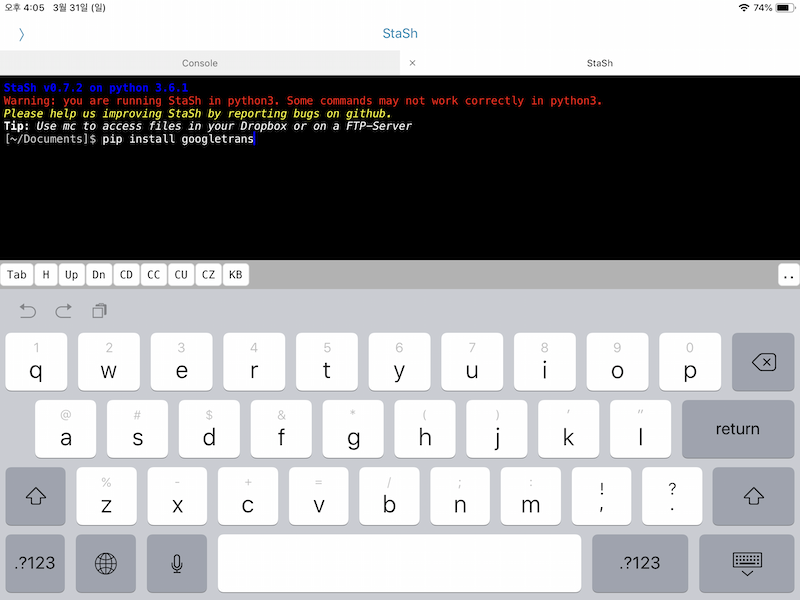 오후 4:05 3월 31일 (일) 74%
StaSh
Console × StaSh
StaSh v0.7.2 on python 3.6.1
Warning: you are running StaSh in python3. Some commands may not work correctly in python3.
Please help us improving StaSh by reporting bugs on github.
Tip: Use mc to access files in your Dropbox or on a FTP-Server
[~/Documents]$ pip install googletrans
Tab H Up Dn CD CC CU CZ KB ..
1 2 3 4 5 6 7 8 9 0
q w e r t y u i o p
@ # $ & * ( ) ' "
a s d f g h j k l return
% - + = / ; : ! ?
z x c v b n m , .
.?123 .?123